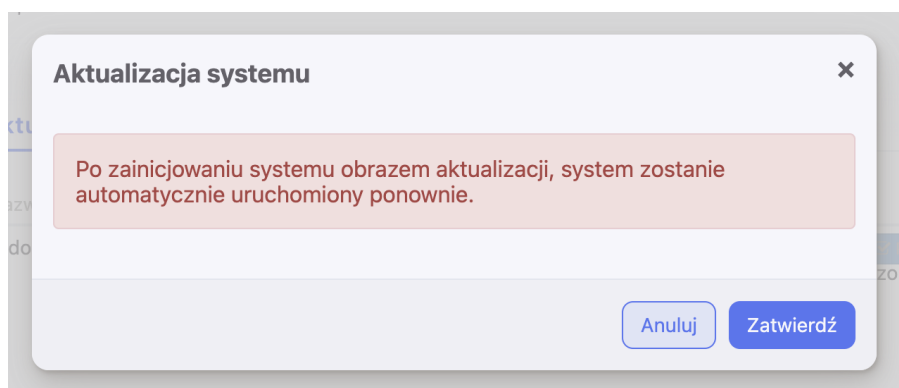 Aktualizacja systemu
×
Po zainicjowaniu systemu obrazem aktualizacji, system zostanie
automatycznie uruchomiony ponownie.
Anuluj
Zatwierdź